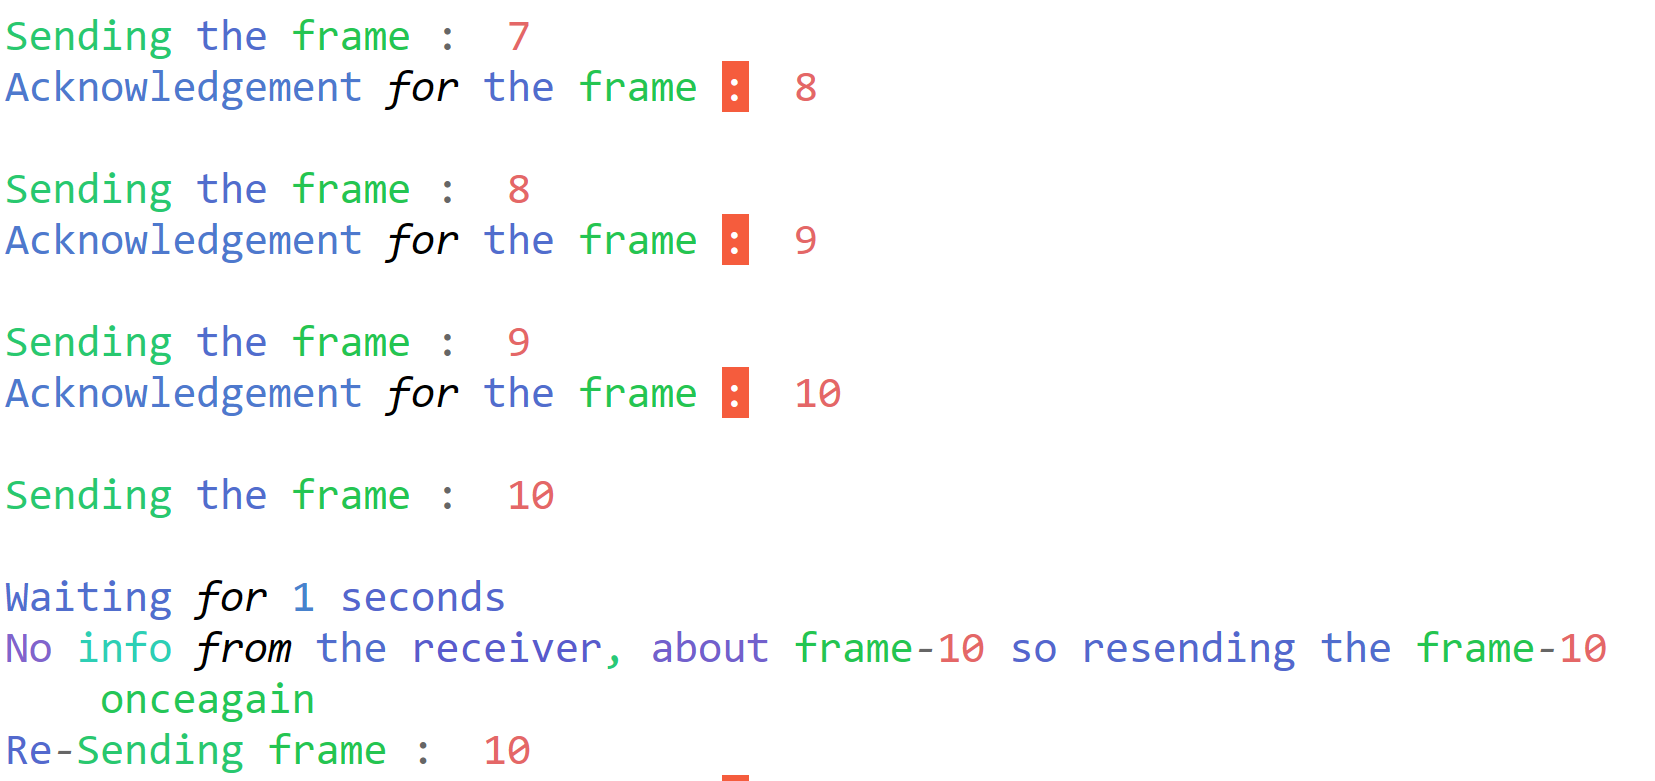 Sending the frame :  7
Acknowledgement for the frame :  8
Sending the frame :  8
Acknowledgement for the frame :  9
Sending the frame :  9
Acknowledgement for the frame :  10
Sending the frame :  10
Waiting for 1 seconds
No info from the receiver, about frame-10 so resending the frame-10
onceagain
Re-Sending frame :  10